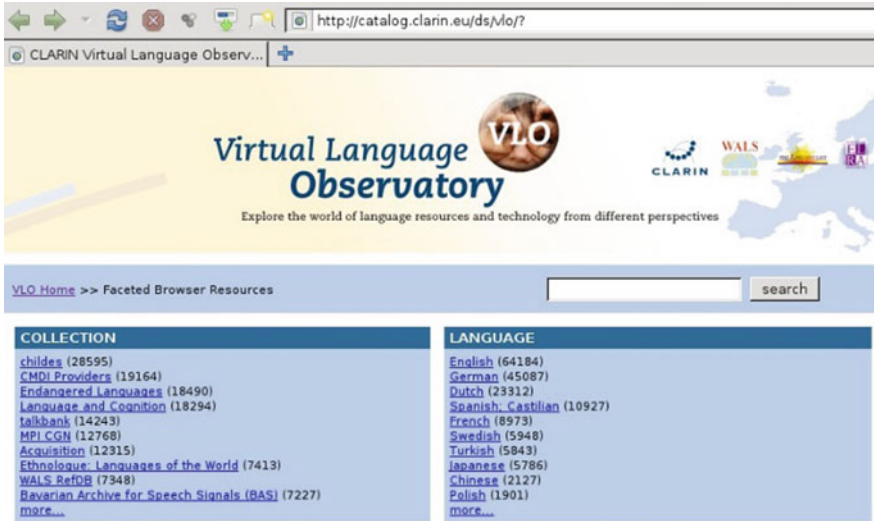 http://catalog.clarin.eu/ds/vlo/?
CLARIN Virtual Language Observ...
Virtual Language
Observatory
VLO
Explore the world of language resources and technology from different perspectives
CLARIN
WALS
EL
RA
VLO Home >> Faceted Browser Resources
search
COLLECTION
childes (28595)
CMDI Providers (19164)
Endangered Languages (18490)
Language and Cognition (18294)
talkbank (14243)
MPI CGN (12768)
Acquisition (12315)
Ethnologue: Languages of the World (7413)
WALS RefDB (7348)
Bavarian Archive for Speech Signals (BAS) (7227)
more...
LANGUAGE
English (64184)
German (45087)
Dutch (23312)
Spanish; Castilian (10927)
French (8973)
Swedish (5948)
Turkish (5843)
Japanese (5786)
Chinese (2127)
Polish (1901)
more...